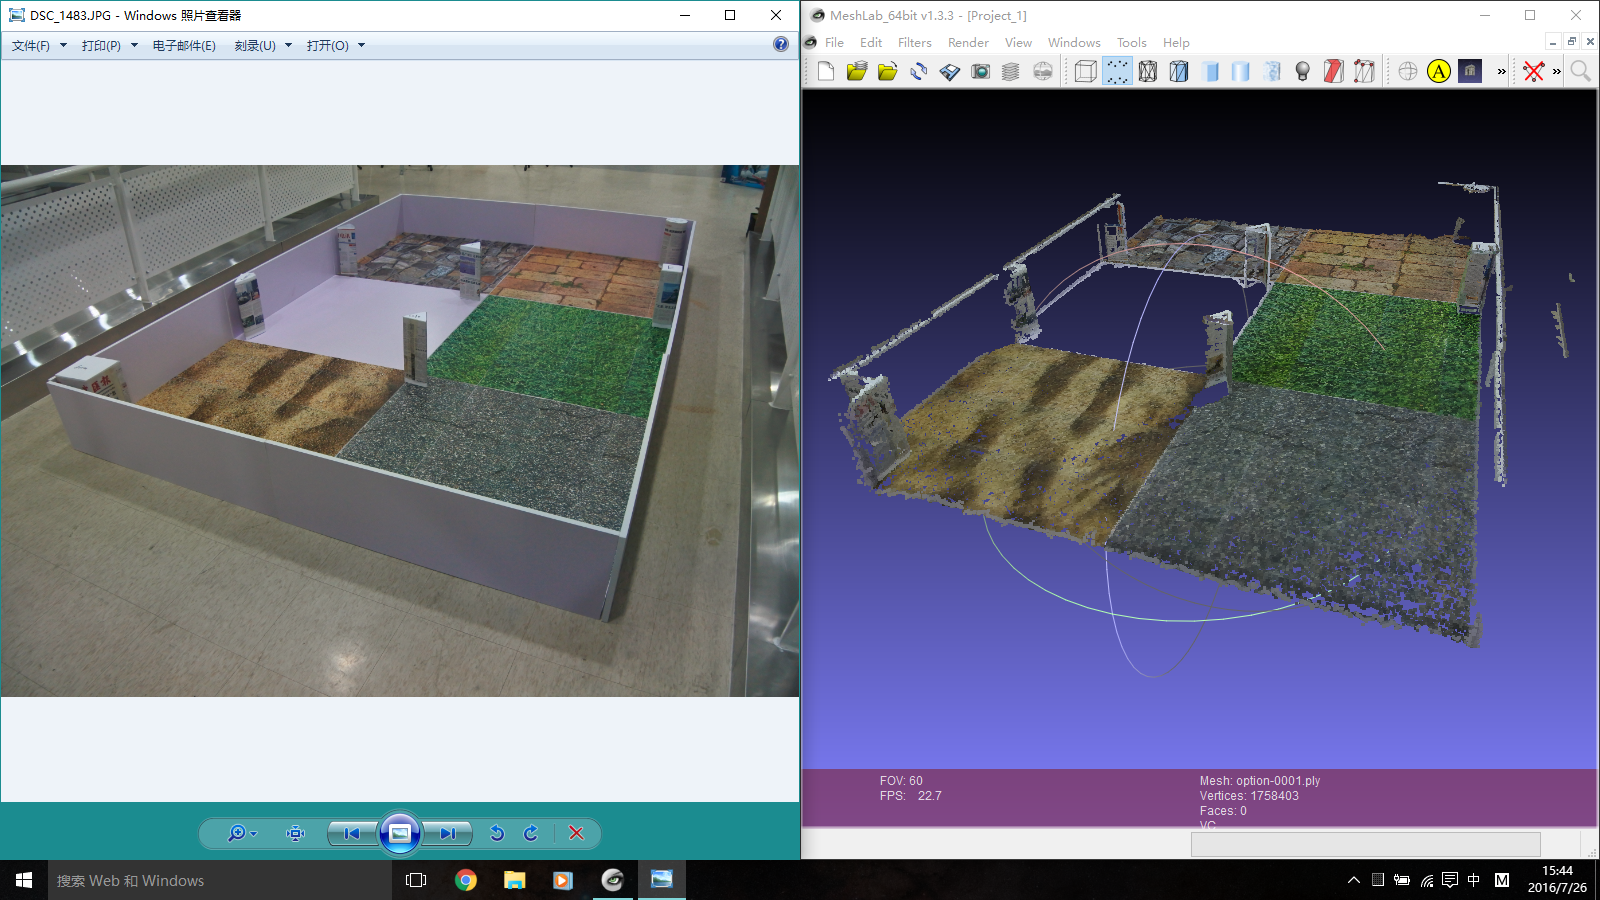 DSC_1483.JPG - Windows 照片查看器
文件(F) 打印(P) 电子邮件(E) 刻录(U) 打开(O)
MeshLab_64bit v1.3.3 - [Project_1]
File Edit Filters Render View Windows Tools Help
A
»
»
FOV: 60
FPS: 22.7
Mesh: option-0001.ply
Vertices: 1758403
Faces: 0
VC
搜索 Web 和 Windows
中
M
15:44
2016/7/26